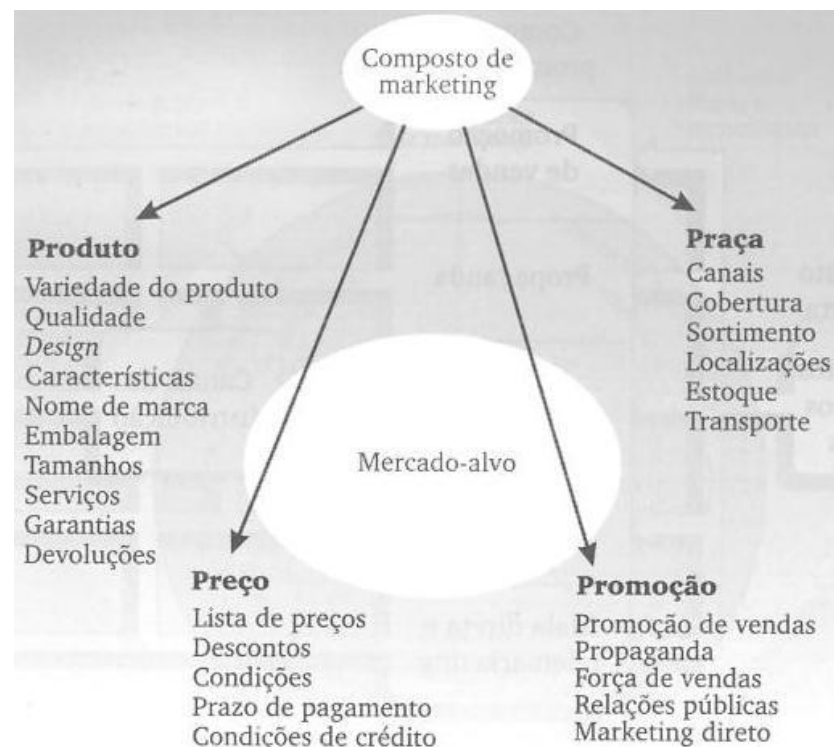 Composto de
marketing
Produto
Variedade do produto
Qualidade
Design
Características
Nome de marca
Embalagem
Tamanhos
Serviços
Garantias
Devoluções
Preço
Lista de preços
Descontos
Condições
Prazo de pagamento
Condições de crédito
Mercado-alvo
Promoção
Promoção de vendas
Propaganda
Força de vendas
Relações públicas
Marketing direto
Praça
Canais
Cobertura
Sortimento
Localizações
Estoque
Transporte